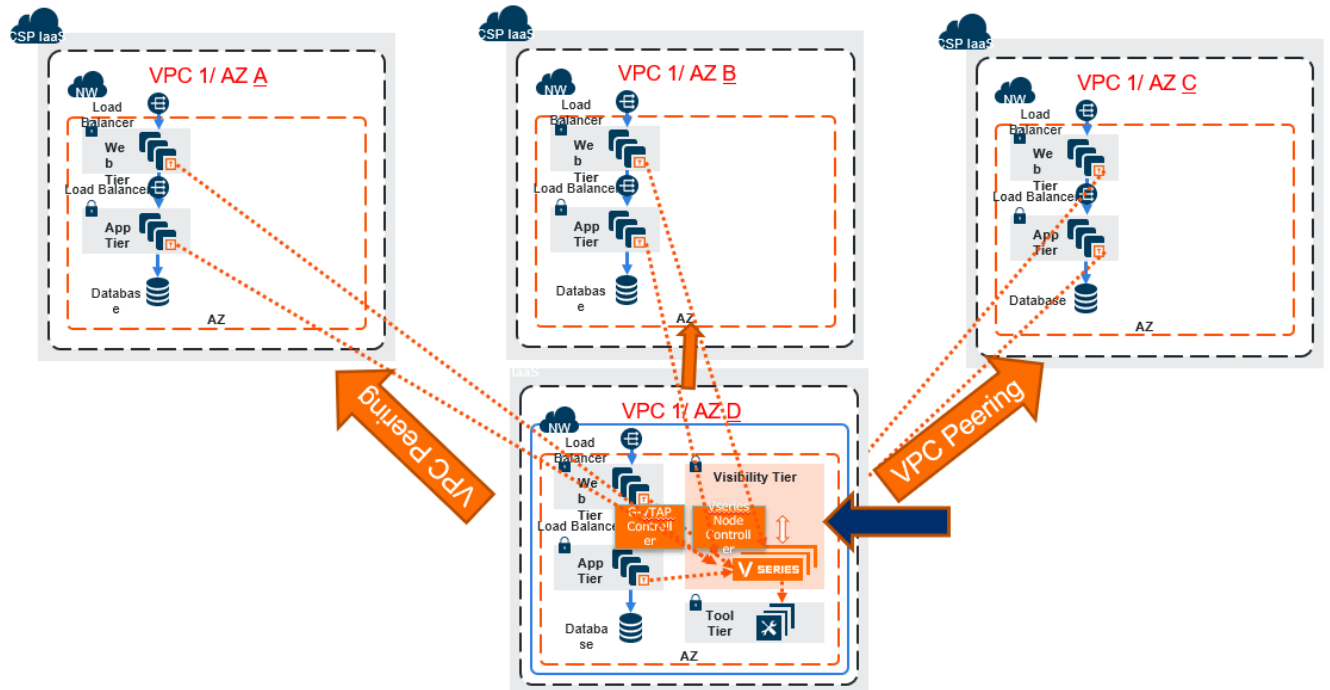 CSP IaaS
VPC 1/ AZ A
NW
Load
Balancer
We
b
Tier
T
Load Balancer
App
Tier
T
Databas
e
AZ
CSP IaaS
VPC 1/ AZ B
NW
Load
Balancer
We
b
Tier
T
Load Balancer
App
Tier
T
Databas
e
AZ
CSP IaaS
VPC 1/ AZ C
NW
Load
Balancer
We
b
Tier
T
Load Balancer
App
Tier
T
Database
AZ
VPC Peering
VPC Peering
IaaS
VPC 1/ AZ D
NW
Load
Balancer
We
b
Tier
Load Balancer
App
Tier
T
Databa
se
AZ
G-vTAP
Controll
er
Visibility Tier
Vseries
Node
Controll
er
V SERIES
Tool
Tier